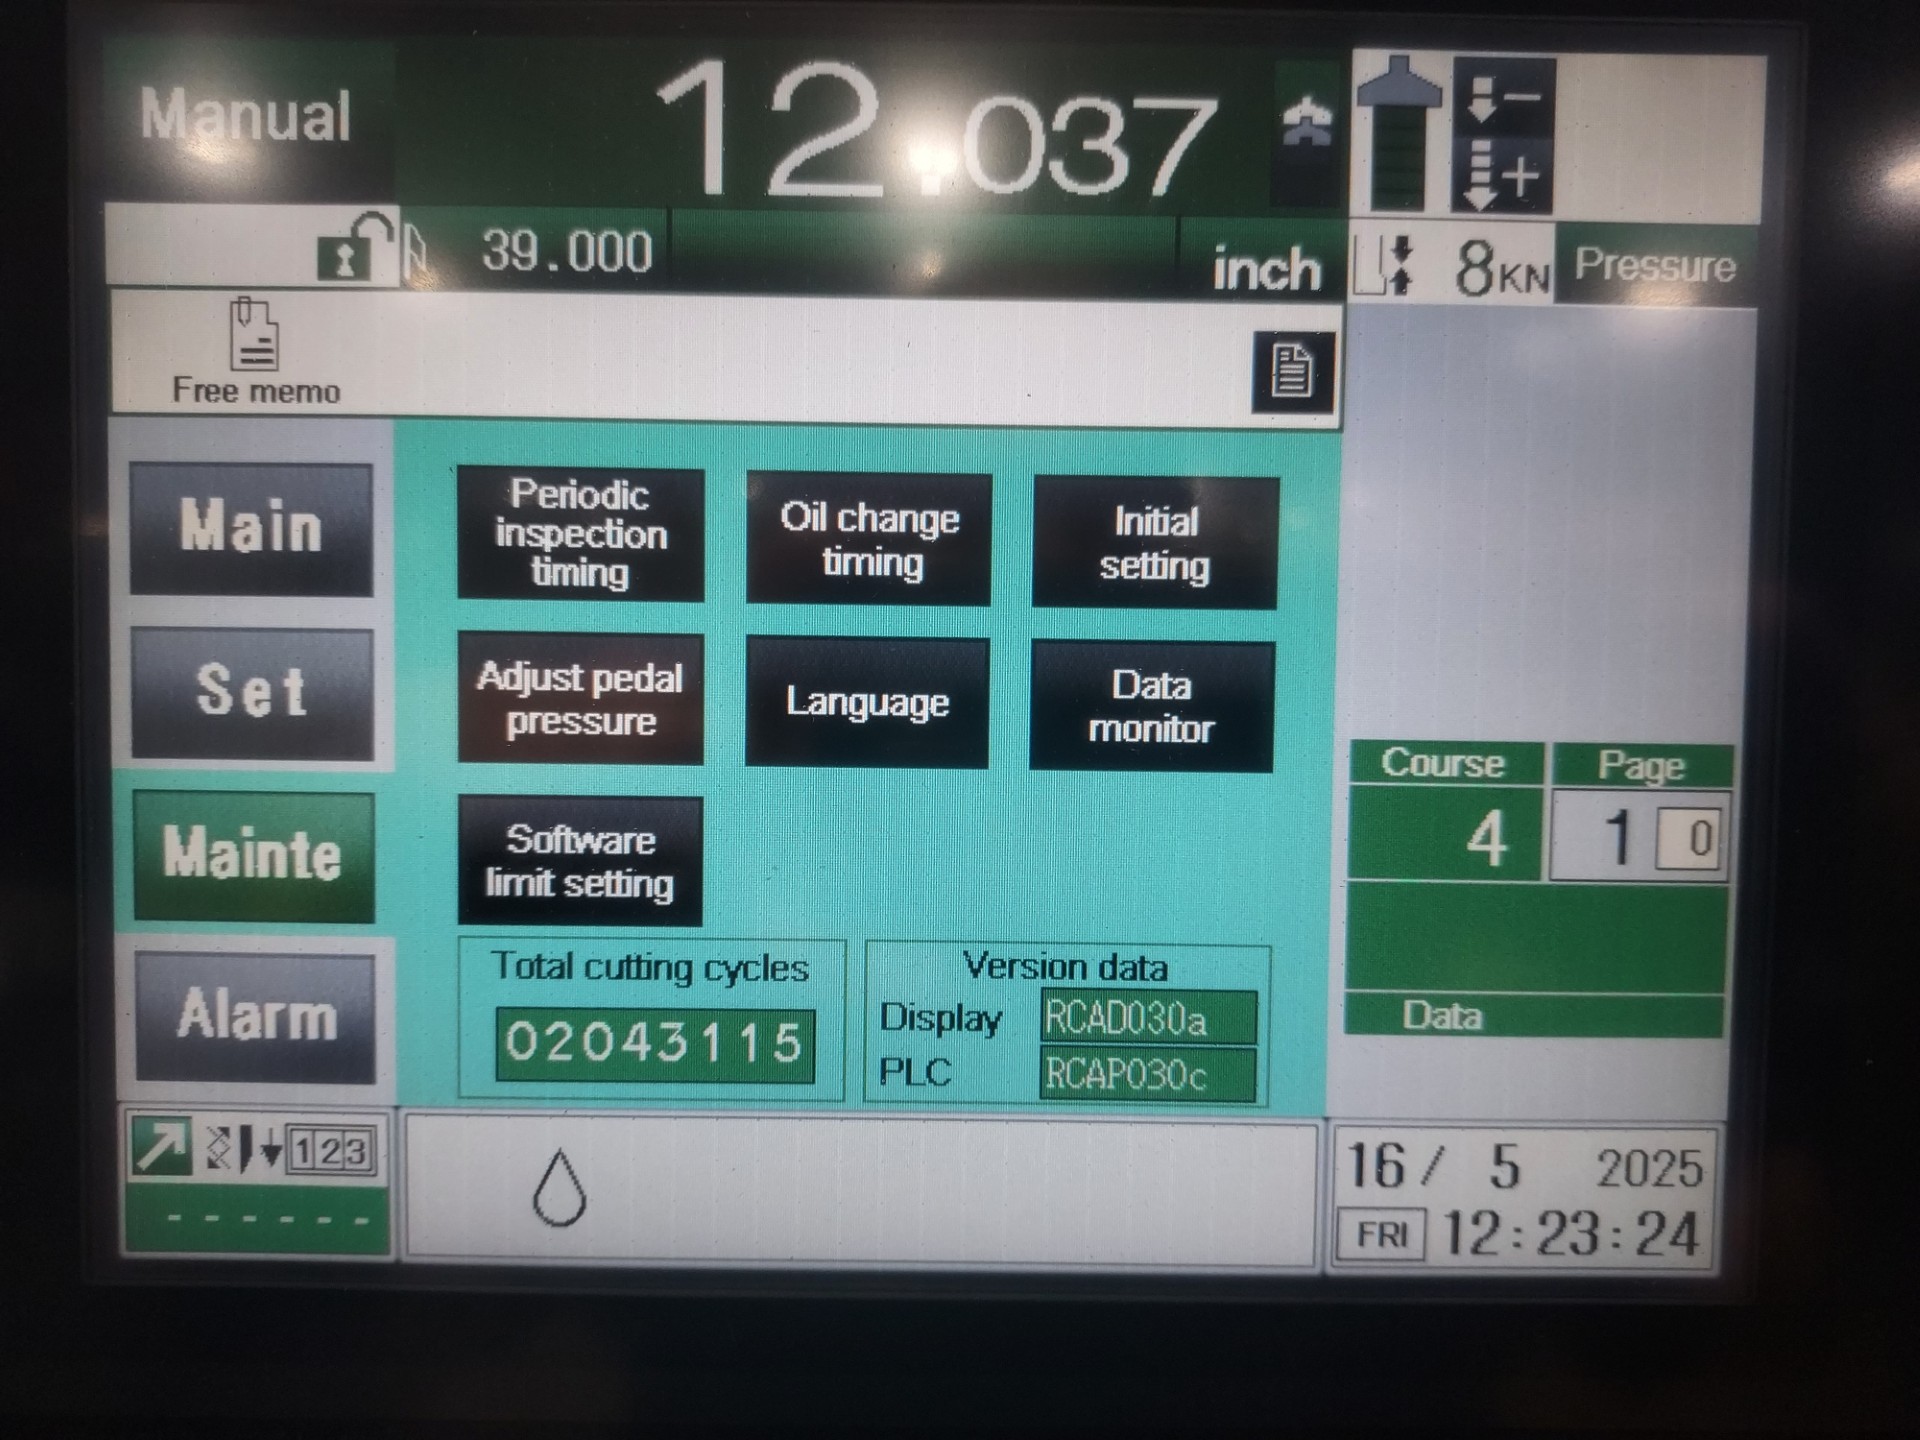 Manual
12.037
39.000
inch
8KN
Pressure
Free memo
Main
Periodic
inspection
timing
Oil change
timing
Initial
setting
Set
Adjust pedal
pressure
Language
Data
monitor
Mainte
Software
limit setting
Course
Page
4
1
0
Data
Alarm
Total cutting cycles
02043115
Version data
Display RCAD030a
PLC RCAP030c
123
------
16/ 5 2025
FRI 12:23:24